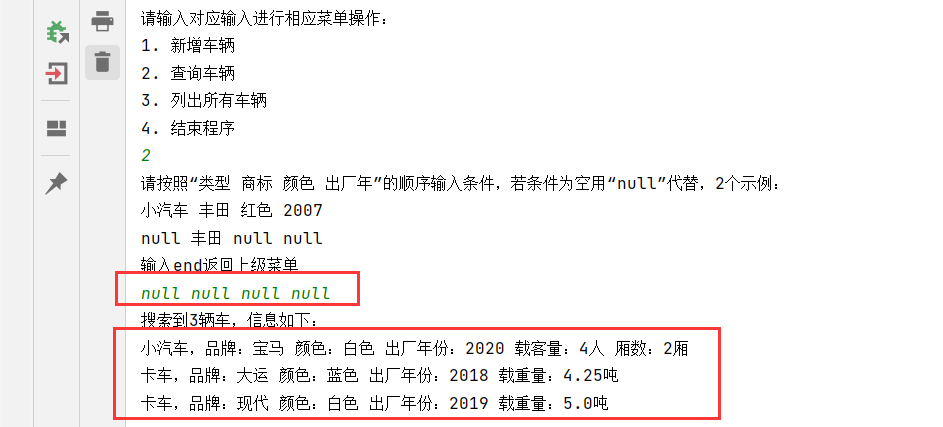 请输入对应输入进行相应菜单操作：
1. 新增车辆
2. 查询车辆
3. 列出所有车辆
4. 结束程序
2
请按照“类型 商标 颜色 出厂年”的顺序输入条件，若条件为空用“null”代替，2个示例：
小汽车 丰田 红色 2007
null 丰田 null null
输入end返回上级菜单
null null null null
搜索到3辆车，信息如下：
小汽车，品牌：宝马 颜色：白色 出厂年份：2020 载客量：4人 厢数：2厢
卡车，品牌：大运 颜色：蓝色 出厂年份：2018 载重量：4.25吨
卡车，品牌：现代 颜色：白色 出厂年份：2019 载重量：5.0吨